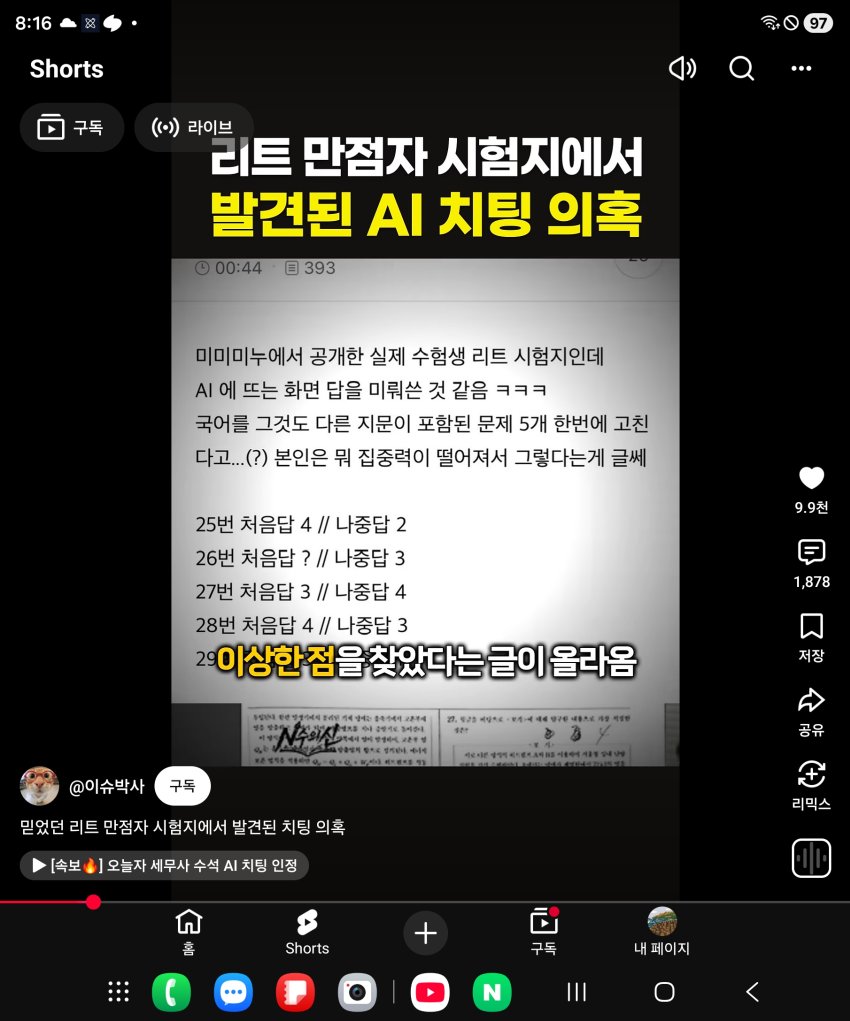 8:16
97
Shorts
구독
라이브
리트 만점자 시험지에서
발견된 AI 치팅 의혹
00:44 · 393
미미미누에서 공개한 실제 수험생 리트 시험지인데
AI 에 뜨는 화면 답을 미뤄쓴 것 같음 ㅋㅋㅋ
국어를 그것도 다른 지문이 포함된 문제 5개 한번에 고친
다고...(?) 본인은 뭐 집중력이 떨어져서 그렇다는게 글쎄
25번 처음답 4 // 나중답 2
26번 처음답 ? // 나중답 3
27번 처음답 3 // 나중답 4
28번 처음답 4 // 나중답 3
29
이상한 점을 찾았다는 글이 올라옴
N수의신
27.
9.9천
1,878
저장
공유
리믹스
@이슈박사
구독
믿었던 리트 만점자 시험지에서 발견된 치팅 의혹
[속보🔥] 오늘자 세무사 수석 AI 치팅 인정
홈
Shorts
구독
내 페이지
N